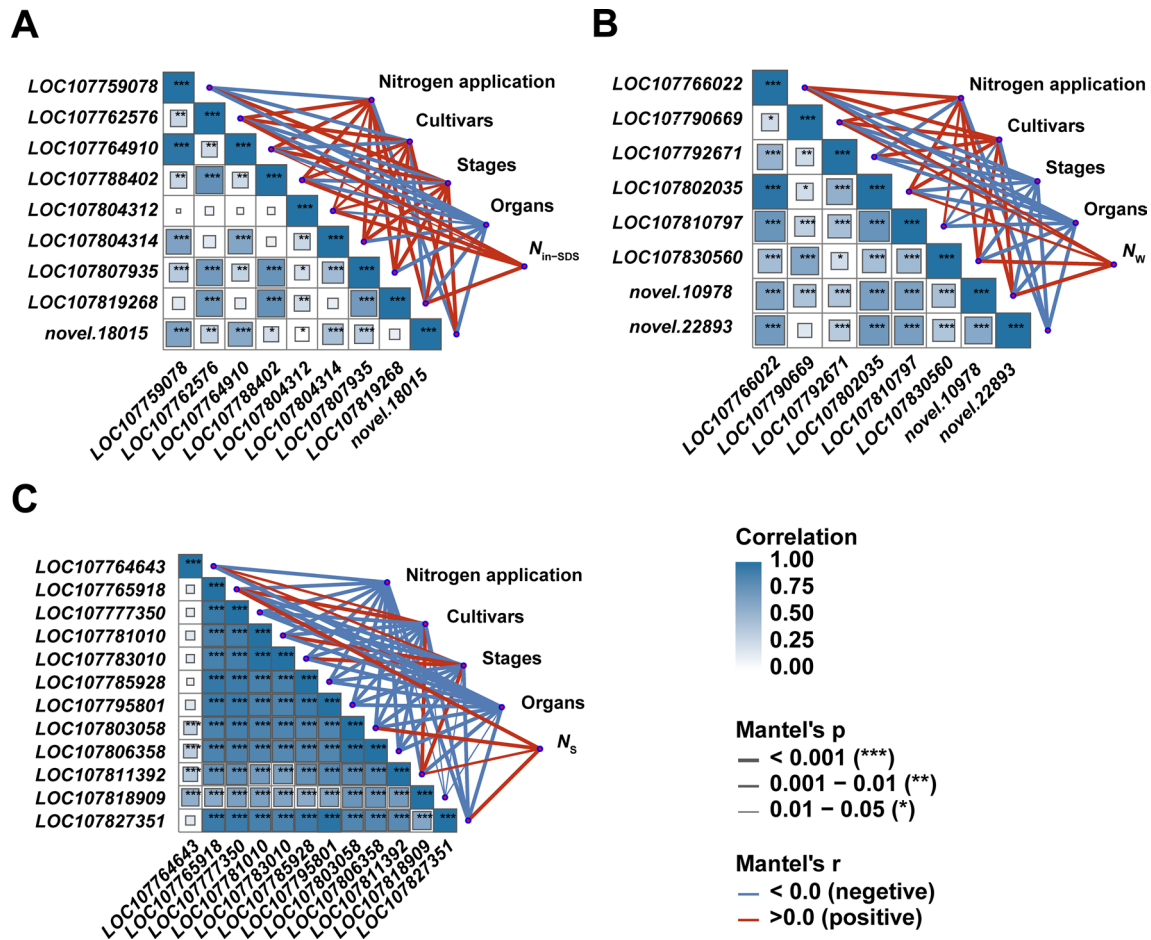 A
LOC107759078 ***
LOC107762576 ** ***
LOC107764910 *** ** ***
LOC107788402 ** *** ** ***
LOC107804312 ***
LOC107804314 *** *** ** ***
LOC107807935 *** *** ** *** * *** ***
LOC107819268 *** *** ** *** ***
novel.18015 *** ** *** * * *** *** ***
LOC107759078
LOC107762576
LOC107764910
LOC107788402
LOC107804312
LOC107804314
LOC107807935
LOC107819268
novel.18015
Nitrogen application
Cultivars
Stages
Organs
Nin−SDS
B
LOC107766022 ***
LOC107790669 * ***
LOC107792671 *** ** ***
LOC107802035 *** * *** ***
LOC107810797 *** *** *** *** ***
LOC107830560 *** *** * *** *** ***
novel.10978 *** *** *** *** *** *** ***
novel.22893 *** *** *** *** *** *** ***
LOC107766022
LOC107790669
LOC107792671
LOC107802035
LOC107810797
LOC107830560
novel.10978
novel.22893
Nitrogen application
Cultivars
Stages
Organs
NW
C
LOC107764643 ***
LOC107765918 ***
LOC107777350 *** ***
LOC107781010 *** *** ***
LOC107783010 *** *** *** ***
LOC107785928 *** *** *** *** ***
LOC107795801 *** *** *** *** *** ***
LOC107803058 *** *** *** *** *** *** *** ***
LOC107806358 *** *** *** *** *** *** *** *** ***
LOC107811392 *** *** *** *** *** *** *** *** *** ***
LOC107818909 *** *** *** *** *** *** *** *** *** *** ***
LOC107827351 *** *** *** *** *** *** *** *** *** *** ***
LOC107764643
LOC107765918
LOC107777350
LOC107781010
LOC107783010
LOC107785928
LOC107795801
LOC107803058
LOC107806358
LOC107811392
LOC107818909
LOC107827351
Nitrogen application
Cultivars
Stages
Organs
NS
Correlation
1.00
0.75
0.50
0.25
0.00
Mantel's p
< 0.001 (***)
0.001 − 0.01 (**)
0.01 − 0.05 (*)
Mantel's r
< 0.0 (negetive)
>0.0 (positive)